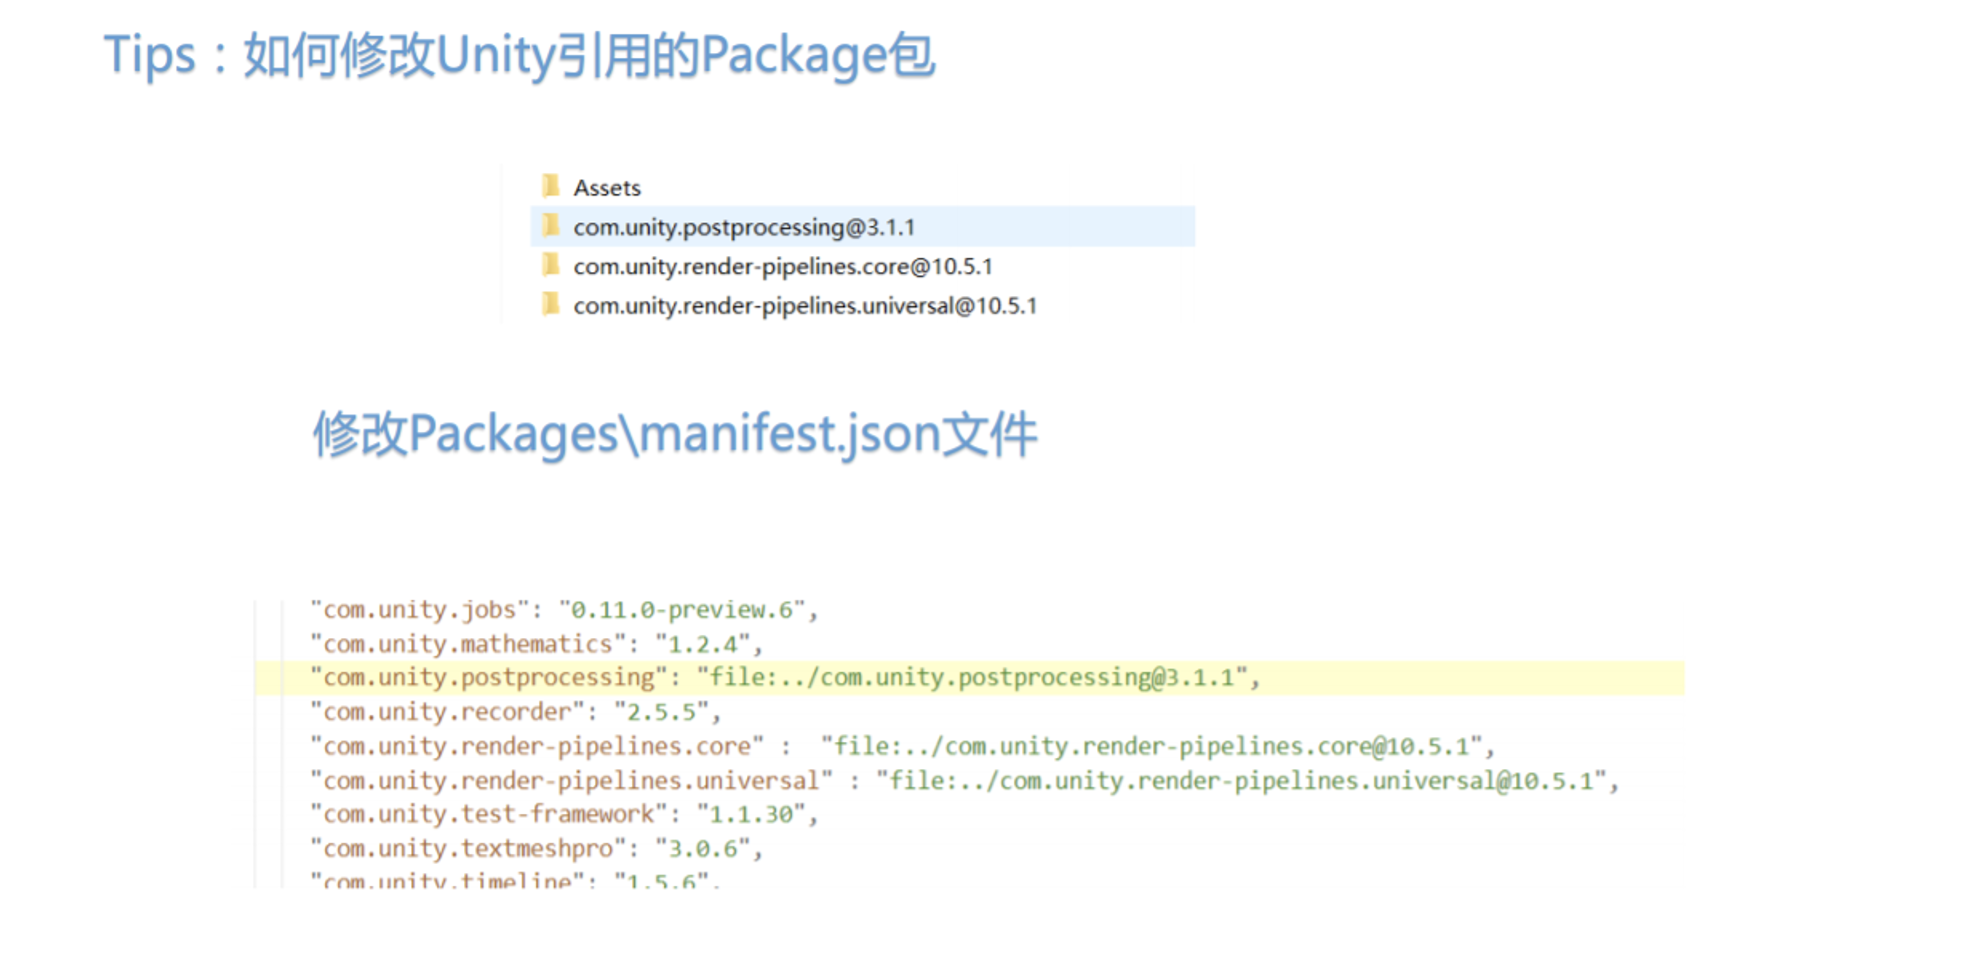 Tips：如何修改Unity引用的Package包
Assets
com.unity.postprocessing@3.1.1
com.unity.render-pipelines.core@10.5.1
com.unity.render-pipelines.universal@10.5.1
修改Packages\manifest.json文件
"com.unity.jobs": "0.11.0-preview.6",
"com.unity.mathematics": "1.2.4",
"com.unity.postprocessing": "file:../com.unity.postprocessing@3.1.1",
"com.unity.recorder": "2.5.5",
"com.unity.render-pipelines.core" :  "file:../com.unity.render-pipelines.core@10.5.1",
"com.unity.render-pipelines.universal" : "file:../com.unity.render-pipelines.universal@10.5.1",
"com.unity.test-framework": "1.1.30",
"com.unity.textmeshpro": "3.0.6",
"com.unity.timeline": "1.5.6",